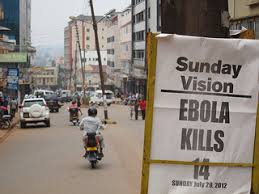 Sunday
Vision
EBOLA
KILLS
14
SUNDAY July 29, 2012